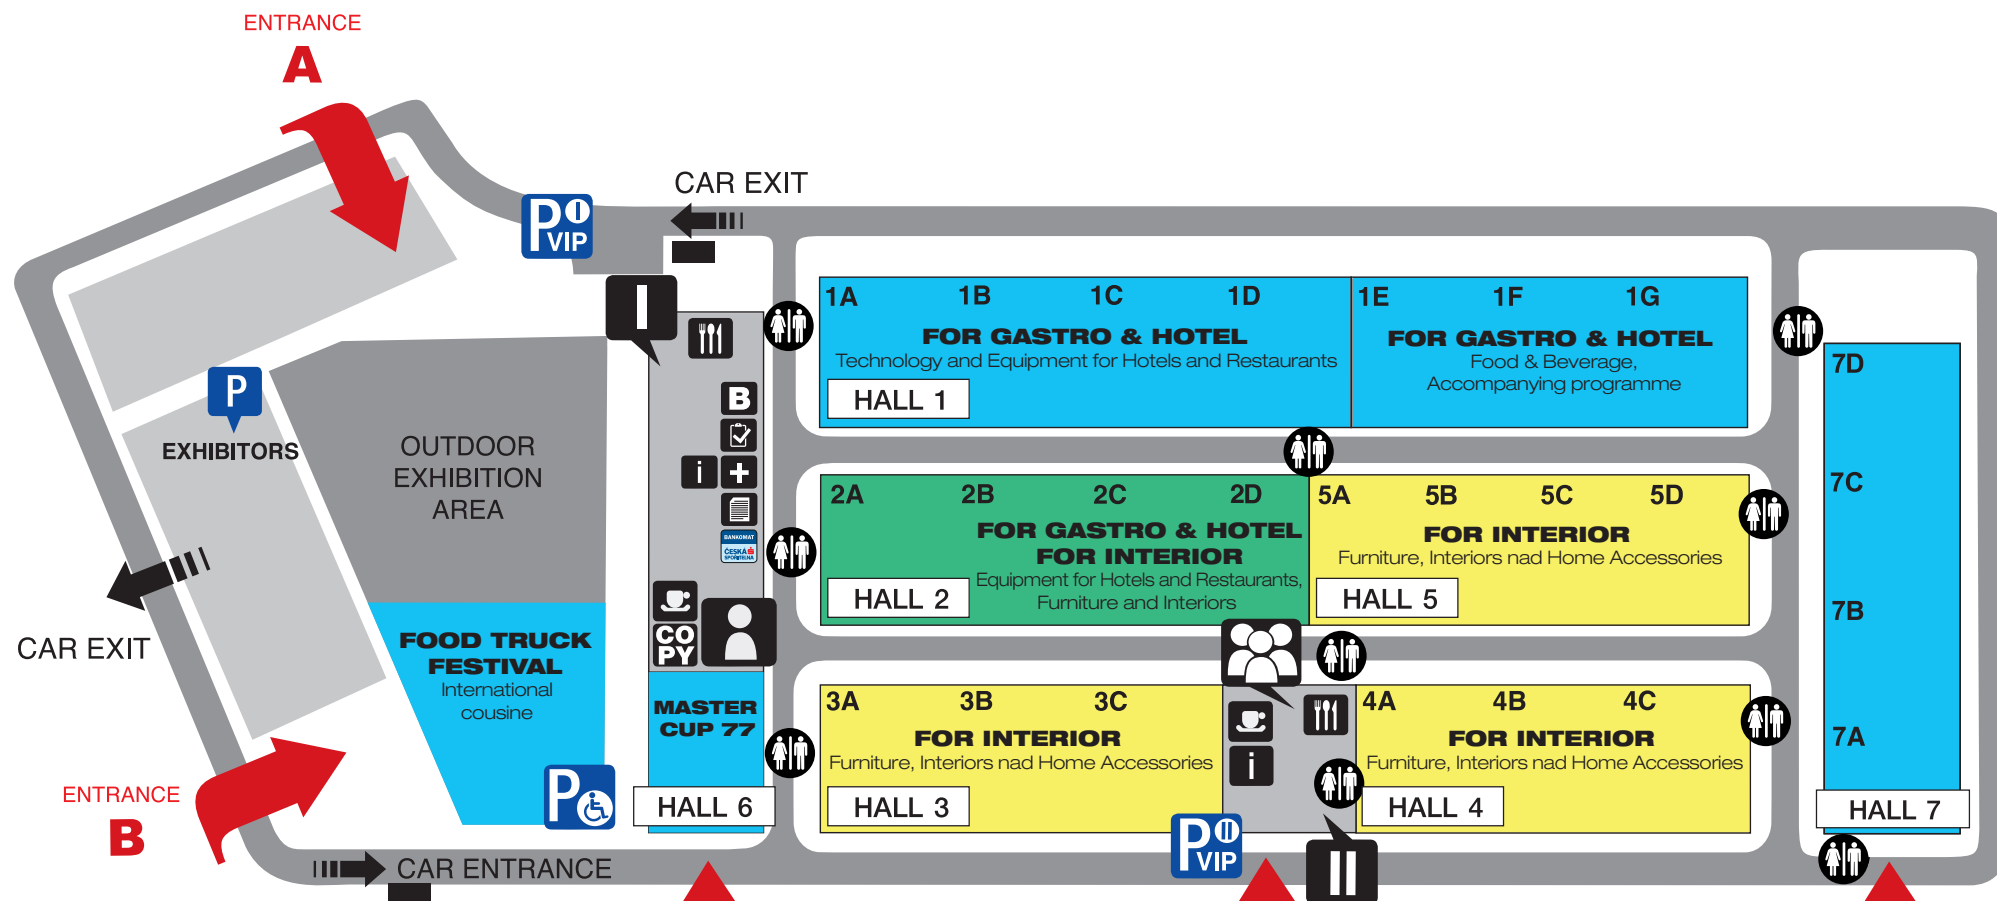 ENTRANCE
A
CAR EXIT
P I
VIP
I
1A 1B 1C 1D 1E 1F 1G
FOR GASTRO & HOTEL
Technology and Equipment for Hotels and Restaurants
HALL 1
FOR GASTRO & HOTEL
Food & Beverage,
Accompanying programme
7D
7C
7B
7A
HALL 7
P
EXHIBITORS
OUTDOOR
EXHIBITION
AREA
B
i
BANKOMAT
ČESKÁ
SPOŘITELNA
CO
PY
2A 2B 2C 2D
FOR GASTRO & HOTEL
FOR INTERIOR
Equipment for Hotels and Restaurants,
Furniture and Interiors
HALL 2
5A 5B 5C 5D
FOR INTERIOR
Furniture, Interiors nad Home Accessories
HALL 5
CAR EXIT
FOOD TRUCK
FESTIVAL
International
cousine
MASTER
CUP 77
HALL 6
3A 3B 3C
FOR INTERIOR
Furniture, Interiors nad Home Accessories
HALL 3
i
4A 4B 4C
FOR INTERIOR
Furniture, Interiors nad Home Accessories
HALL 4
P
P II
VIP
II
ENTRANCE
B
CAR ENTRANCE